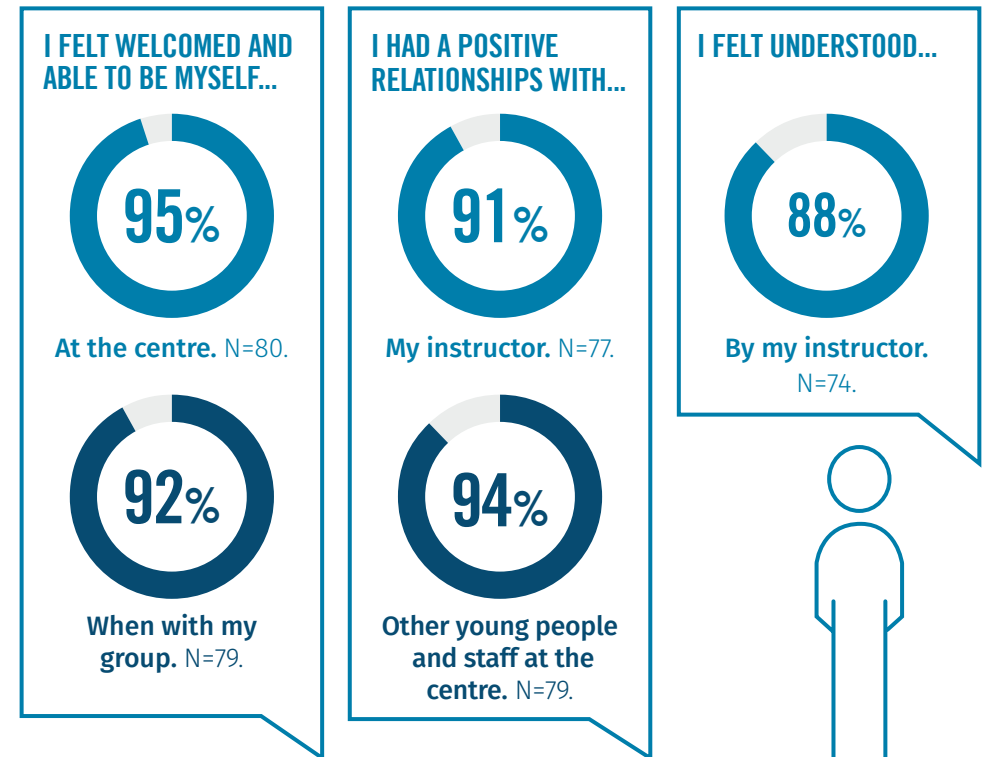 I FELT WELCOMED AND
ABLE TO BE MYSELF...
95%
At the centre. N=80.
92%
When with my
group. N=79.
I HAD A POSITIVE
RELATIONSHIPS WITH...
91%
My instructor. N=77.
94%
Other young people
and staff at the
centre. N=79.
I FELT UNDERSTOOD...
88%
By my instructor.
N=74.